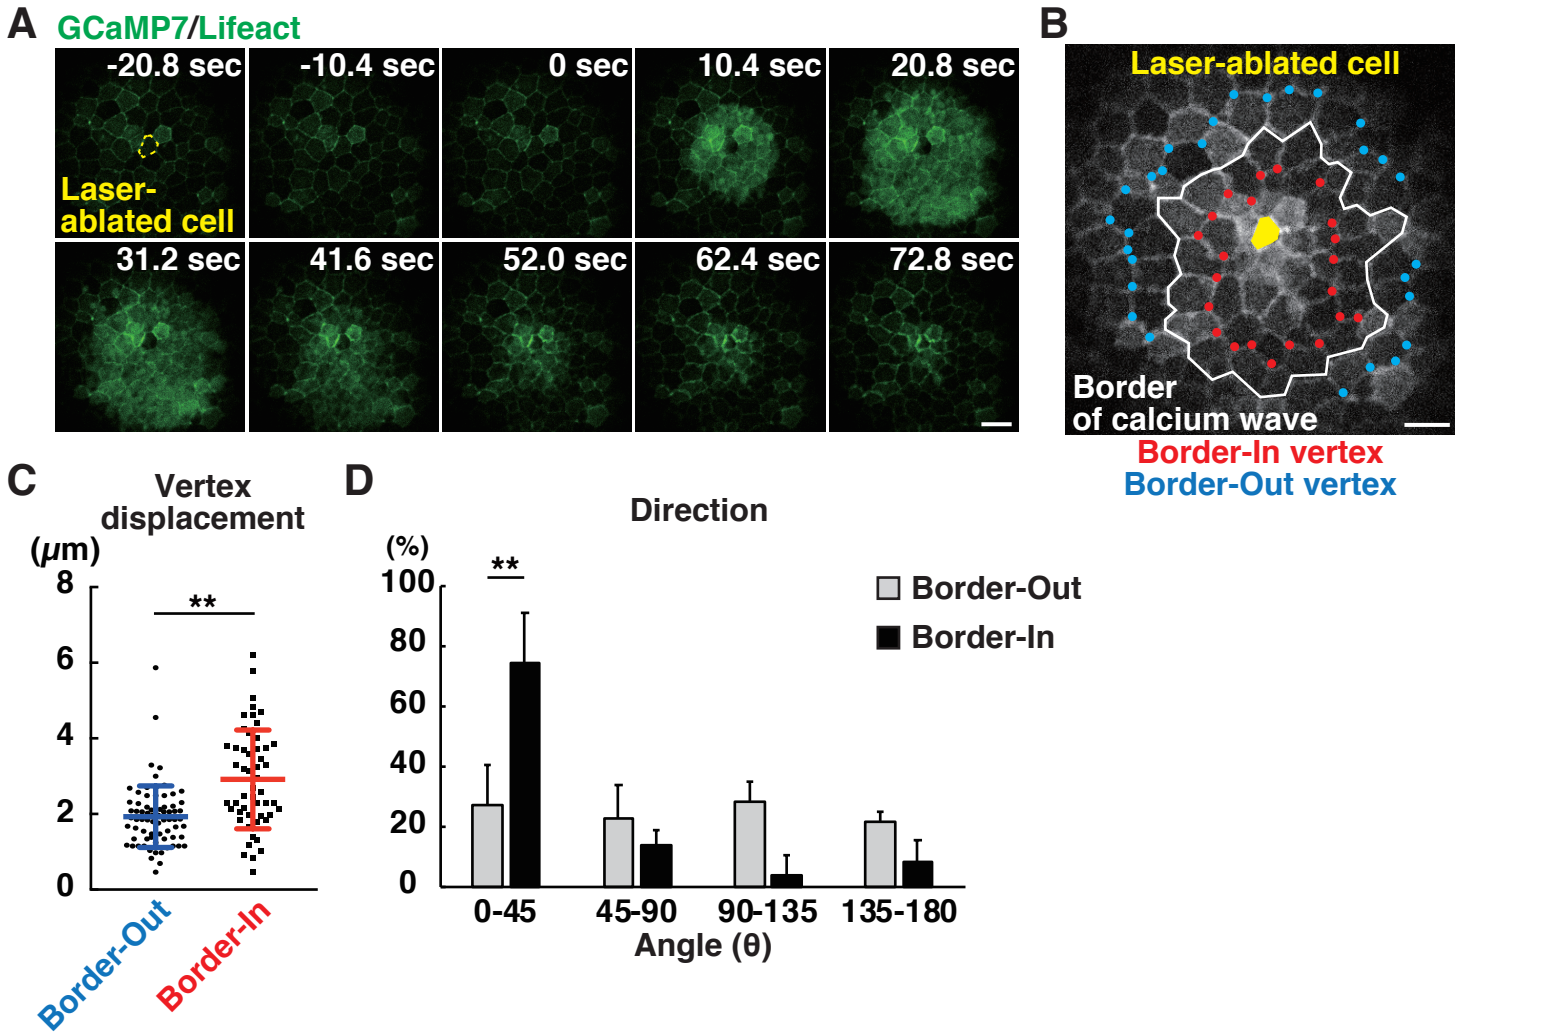 A
GCaMP7/Lifeact
-20.8 sec
-10.4 sec
0 sec
10.4 sec
20.8 sec
Laser-
ablated cell
31.2 sec
41.6 sec
52.0 sec
62.4 sec
72.8 sec
B
Laser-ablated cell
Border
of calcium wave
Border-In vertex
Border-Out vertex
C
Vertex
displacement
(µm)
8
6
4
2
0
**
Border-Out
Border-In
D
Direction
(%)
100
80
60
40
20
0
**
Border-Out
Border-In
0-45
45-90
90-135
135-180
Angle (θ)